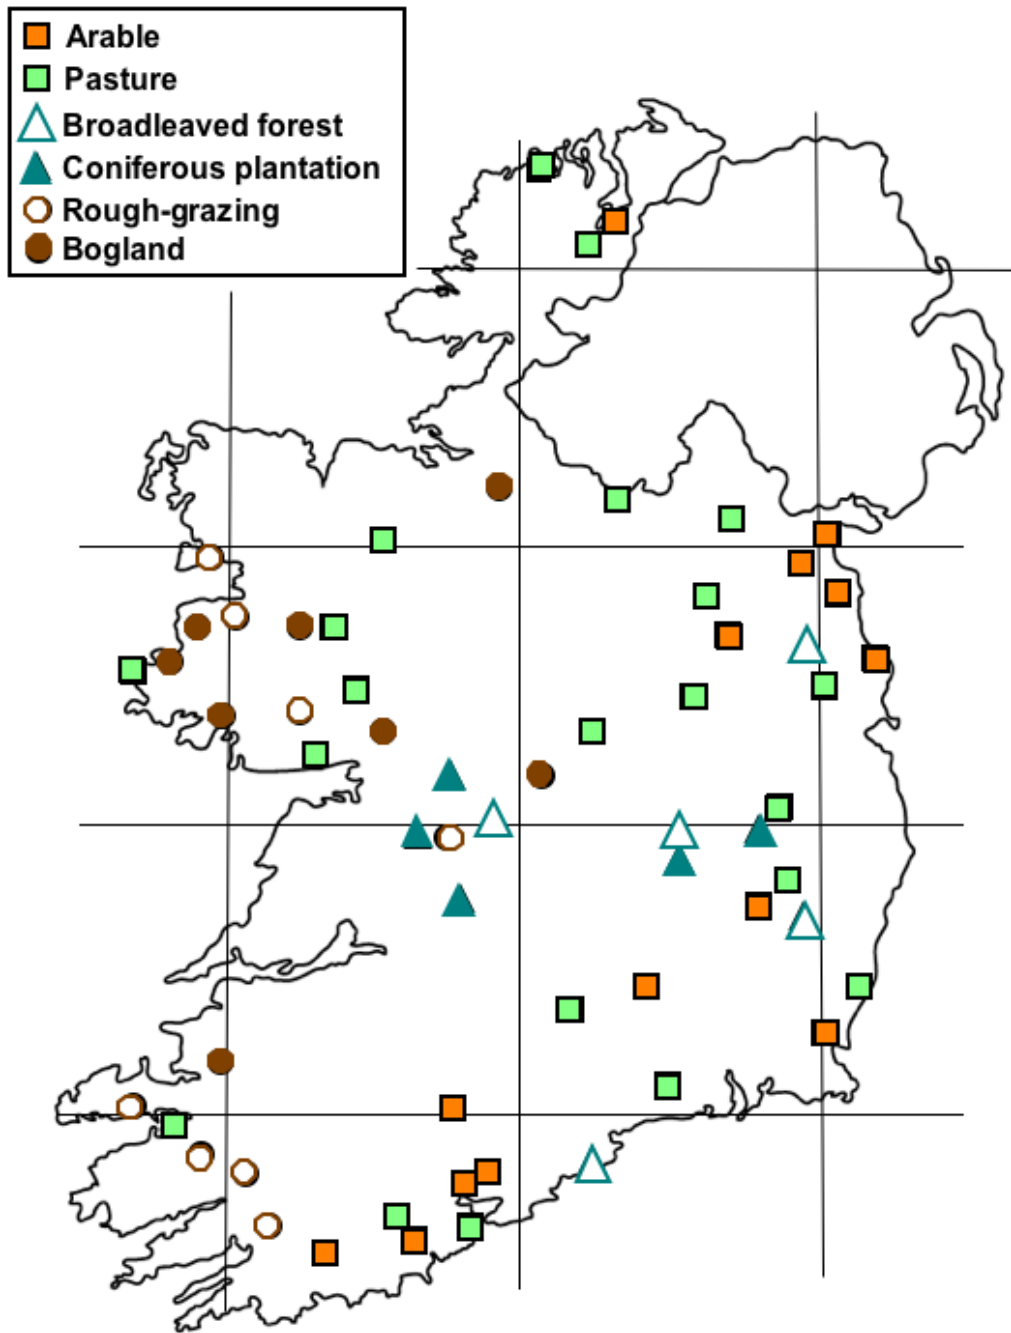 Arable
Pasture
Broadleaved forest
Coniferous plantation
Rough-grazing
Bogland